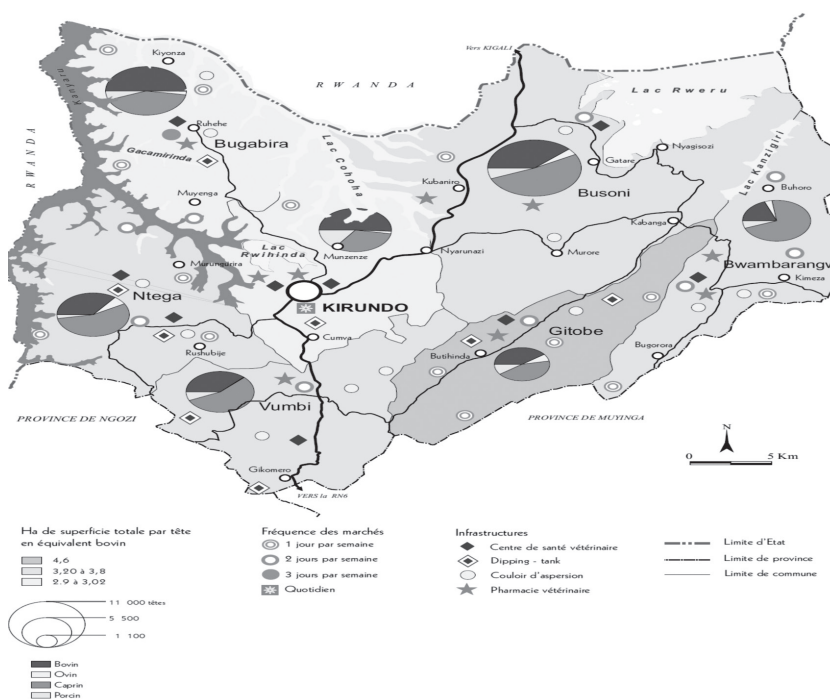 Vers KIGALI
Kiyonza
RWANDA
Lac Rweru
Kanyaru
RWANDA
Ruhehe
Bugabira
Gacamirinda
Lac Cohoha
Gatare
Nyagisozi
Lac Kanzigiri
Kubaniro
Busoni
Buhoro
Muyenga
Kabanga
Munzenze
Lac Rwihinda
Nyarunazi
Murore
Bwambarangw
Murungurira
Kimeza
Ntega
KIRUNDO
Gitobe
Cumva
Rushubije
Butihinda
Bugorora
Vumbi
PROVINCE DE NGOZI
PROVINCE DE MUYINGA
N
0 5 Km
Gikomero
VERS la RN6
Ha de superficie totale par tête
en équivalent bovin
4,6
3,20 à 3,8
2.9 à 3,02
11 000 têtes
5 500
1 100
Bovin
Ovin
Caprin
Porcin
Fréquence des marchés
1 jour par semaine
2 jours par semaine
3 jours par semaine
Quotidien
Infrastructures
Centre de santé vétérinaire
Dipping - tank
Couloir d'aspersion
Pharmacie vétérinaire
Limite d'Etat
Limite de province
Limite de commune